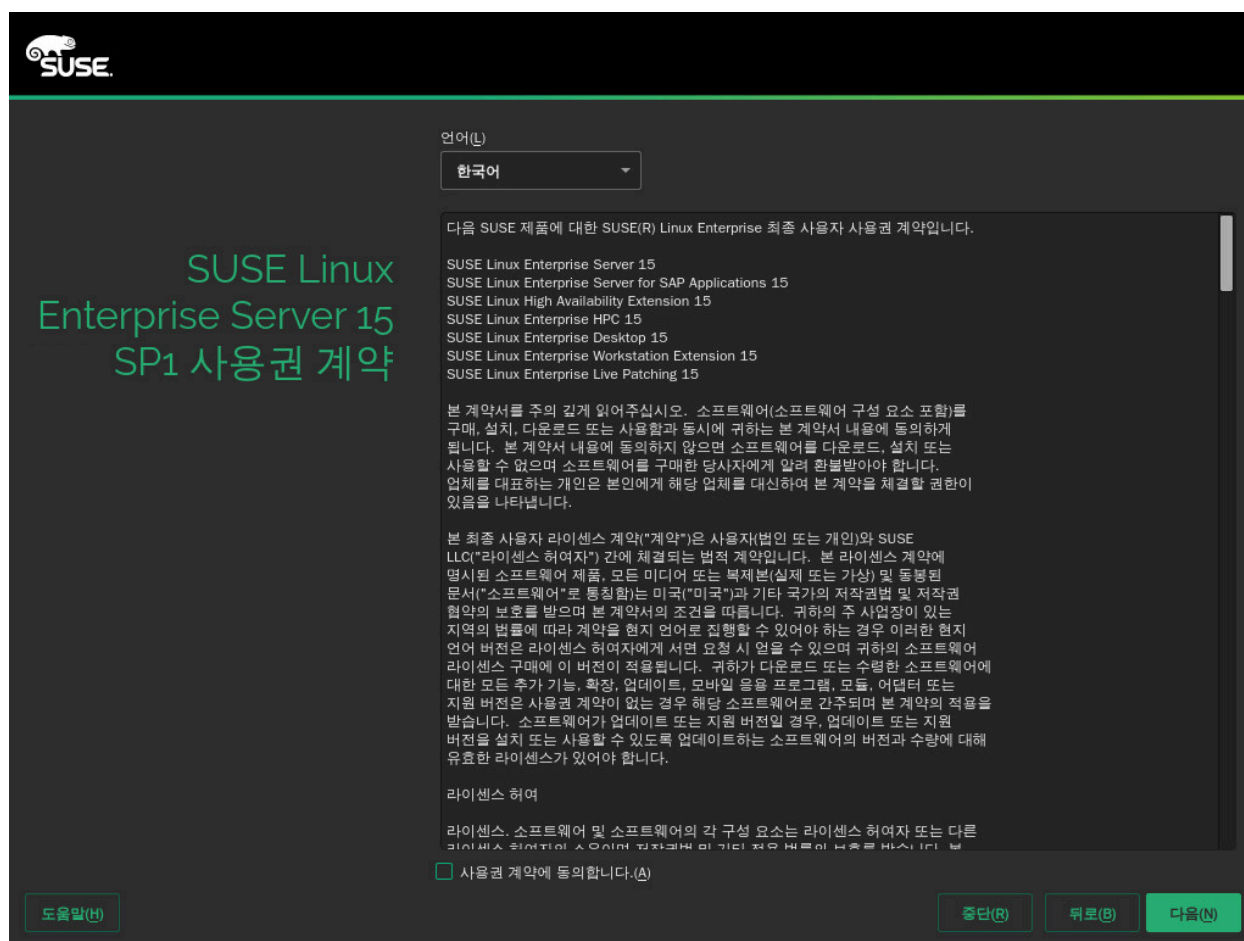 SUSE.
언어(L)
한국어
SUSE Linux
Enterprise Server 15
SP1 사용권 계약
다음 SUSE 제품에 대한 SUSE(R) Linux Enterprise 최종 사용자 사용권 계약입니다.
SUSE Linux Enterprise Server 15
SUSE Linux Enterprise Server for SAP Applications 15
SUSE Linux High Availability Extension 15
SUSE Linux Enterprise HPC 15
SUSE Linux Enterprise Desktop 15
SUSE Linux Enterprise Workstation Extension 15
SUSE Linux Enterprise Live Patching 15
본 계약서를 주의 깊게 읽어주십시오.  소프트웨어(소프트웨어 구성 요소 포함)를
구매, 설치, 다운로드 또는 사용함과 동시에 귀하는 본 계약서 내용에 동의하게
됩니다.  본 계약서 내용에 동의하지 않으면 소프트웨어를 다운로드, 설치 또는
사용할 수 없으며 소프트웨어를 구매한 당사자에게 알려 환불받아야 합니다.
업체를 대표하는 개인은 본인에게 해당 업체를 대신하여 본 계약을 체결할 권한이
있음을 나타냅니다.
본 최종 사용자 라이센스 계약("계약")은 사용자(법인 또는 개인)와 SUSE
LLC("라이센스 허여자") 간에 체결되는 법적 계약입니다.  본 라이센스 계약에
명시된 소프트웨어 제품, 모든 미디어 또는 복제본(실제 또는 가상) 및 동봉된
문서("소프트웨어"로 통칭함)는 미국("미국")과 기타 국가의 저작권법 및 저작권
협약의 보호를 받으며 본 계약서의 조건을 따릅니다.  귀하의 주 사업장이 있는
지역의 법률에 따라 계약을 현지 언어로 집행할 수 있어야 하는 경우 이러한 현지
언어 버전은 라이센스 허여자에게 서면 요청 시 얻을 수 있으며 귀하의 소프트웨어
라이센스 구매에 이 버전이 적용됩니다.  귀하가 다운로드 또는 수령한 소프트웨어에
대한 모든 추가 기능, 확장, 업데이트, 모바일 응용 프로그램, 모듈, 어댑터 또는
지원 버전은 사용권 계약이 없는 경우 해당 소프트웨어로 간주되며 본 계약의 적용을
받습니다.  소프트웨어가 업데이트 또는 지원 버전일 경우, 업데이트 또는 지원
버전을 설치 또는 사용할 수 있도록 업데이트하는 소프트웨어의 버전과 수량에 대해
유효한 라이센스가 있어야 합니다.
라이센스 허여
라이센스. 소프트웨어 및 소프트웨어의 각 구성 요소는 라이센스 허여자 또는 다른
라이센스 허여자의 소유이며 저작권법 및 기타 적용 법률의 보호를 받습니다. 본
사용권 계약에 동의합니다.(A)
도움말(H)
중단(R)
뒤로(B)
다음(N)